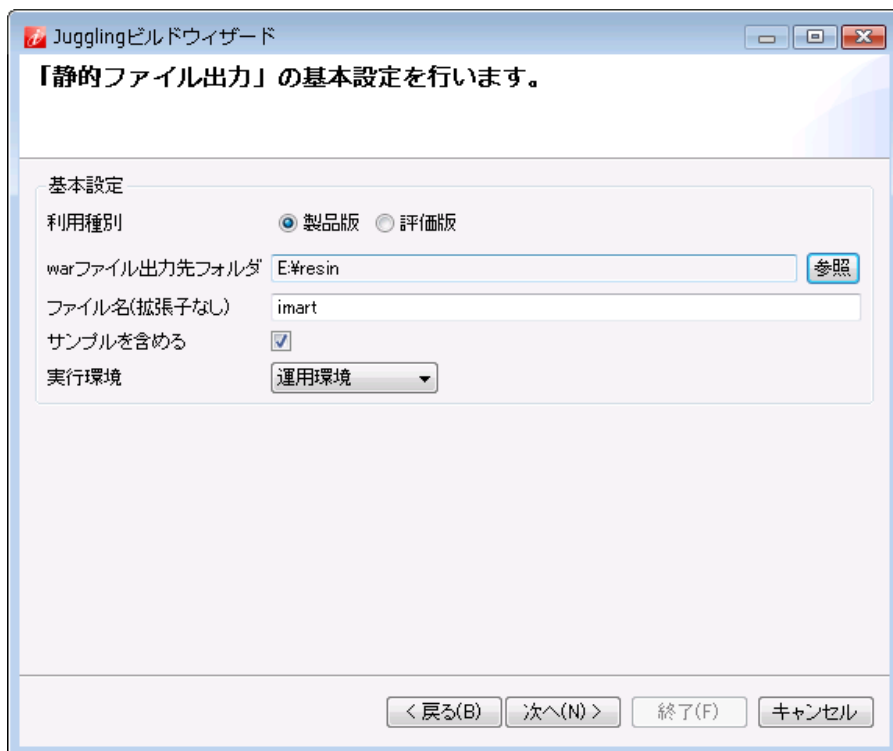 Jugglingビルドウィザード
「静的ファイル出力」の基本設定を行います。
基本設定
利用種別 製品版 評価版
warファイル出力先フォルダ E:¥resin 参照
ファイル名(拡張子なし) imart
サンプルを含める
実行環境 運用環境
< 戻る(B) 次へ(N) > 終了(F) キャンセル